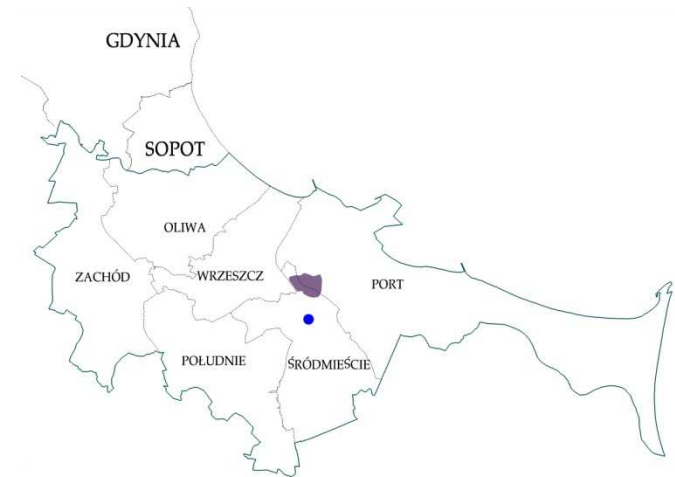 GDYNIA
SOPOT
OLIWA
ZACHÓD
WRZESZCZ
PORT
POŁUDNIE
ŚRÓDMIEŚCIE